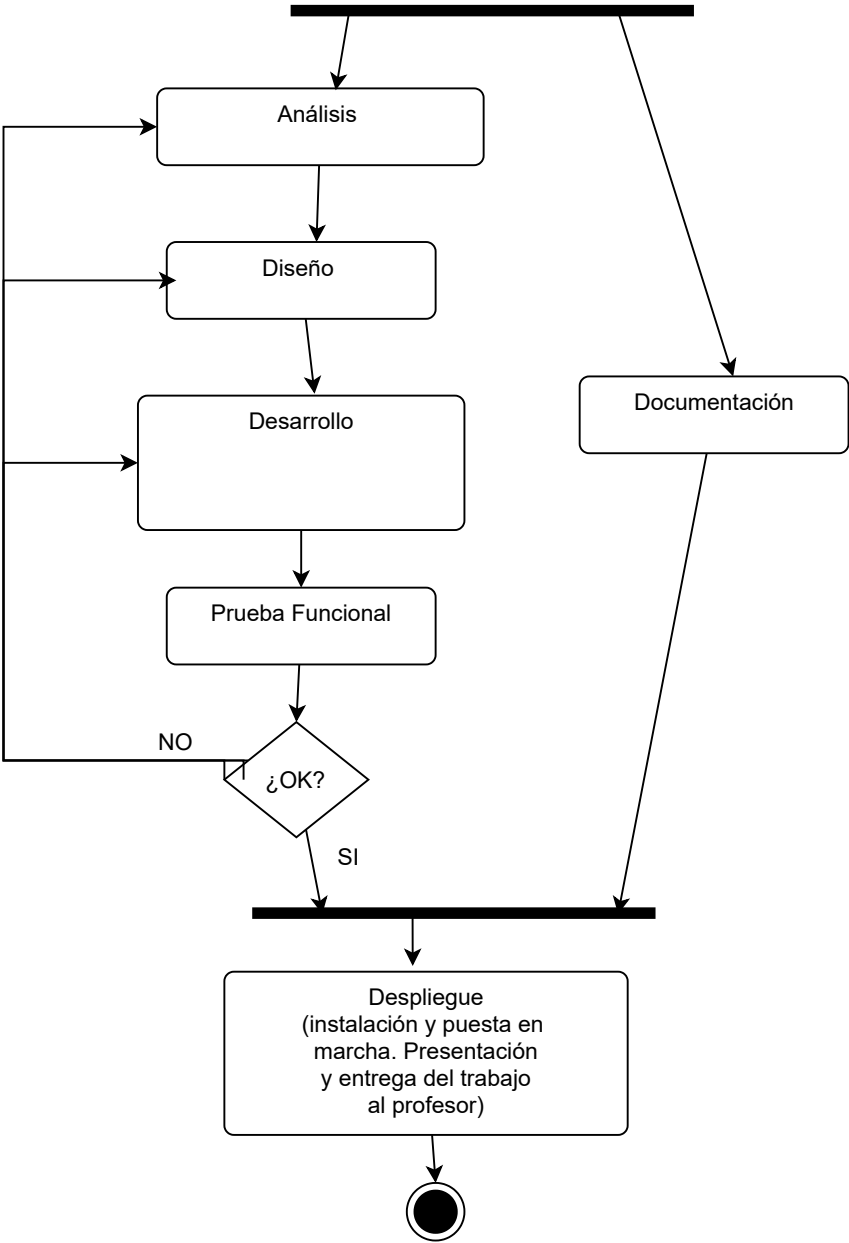 Análisis
Diseño
Desarrollo
Documentación
Prueba Funcional
NO
¿OK?
SI
Despliegue
(instalación y puesta en
marcha. Presentación
y entrega del trabajo
al profesor)